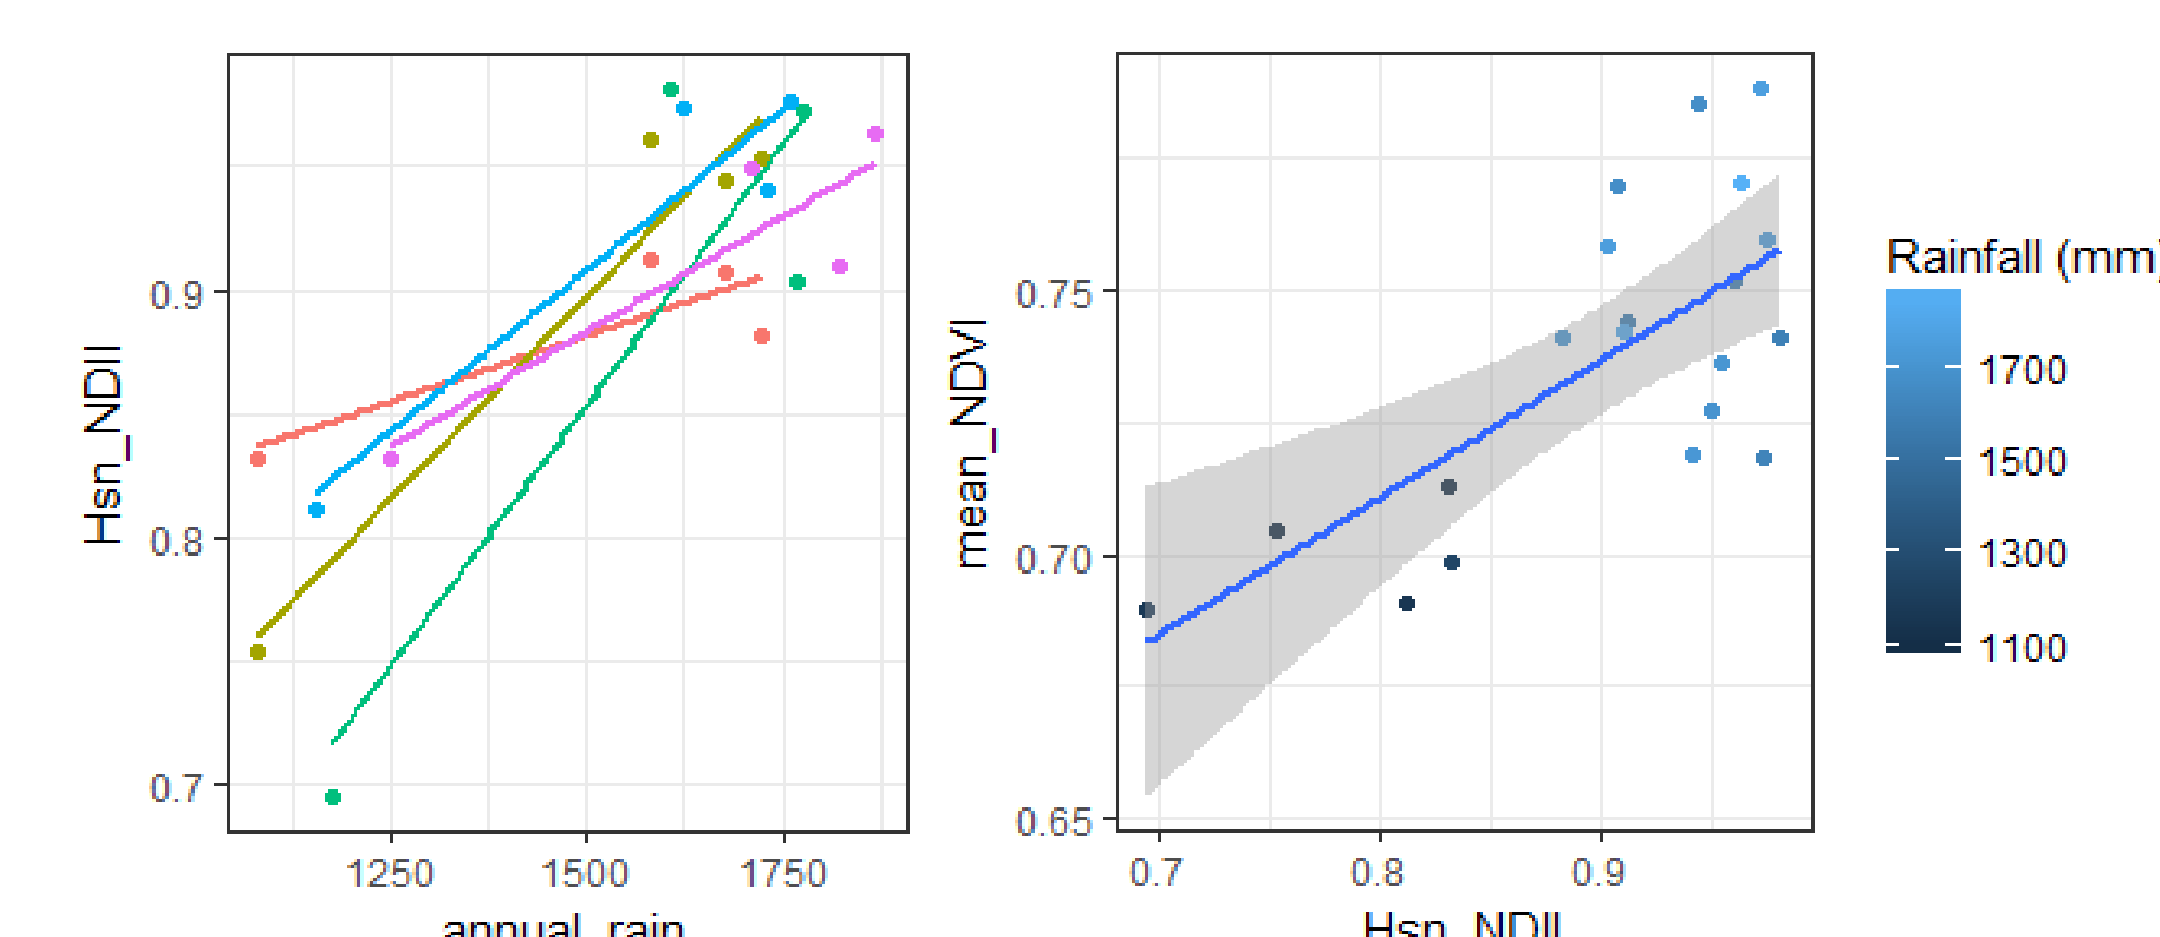 Hsn_NDII
0.9
0.8
0.7
1250 1500 1750
annual_rain
mean_NDVI
0.75
0.70
0.65
0.7 0.8 0.9
Hsn_NDII
Rainfall (mm)
1700
1500
1300
1100